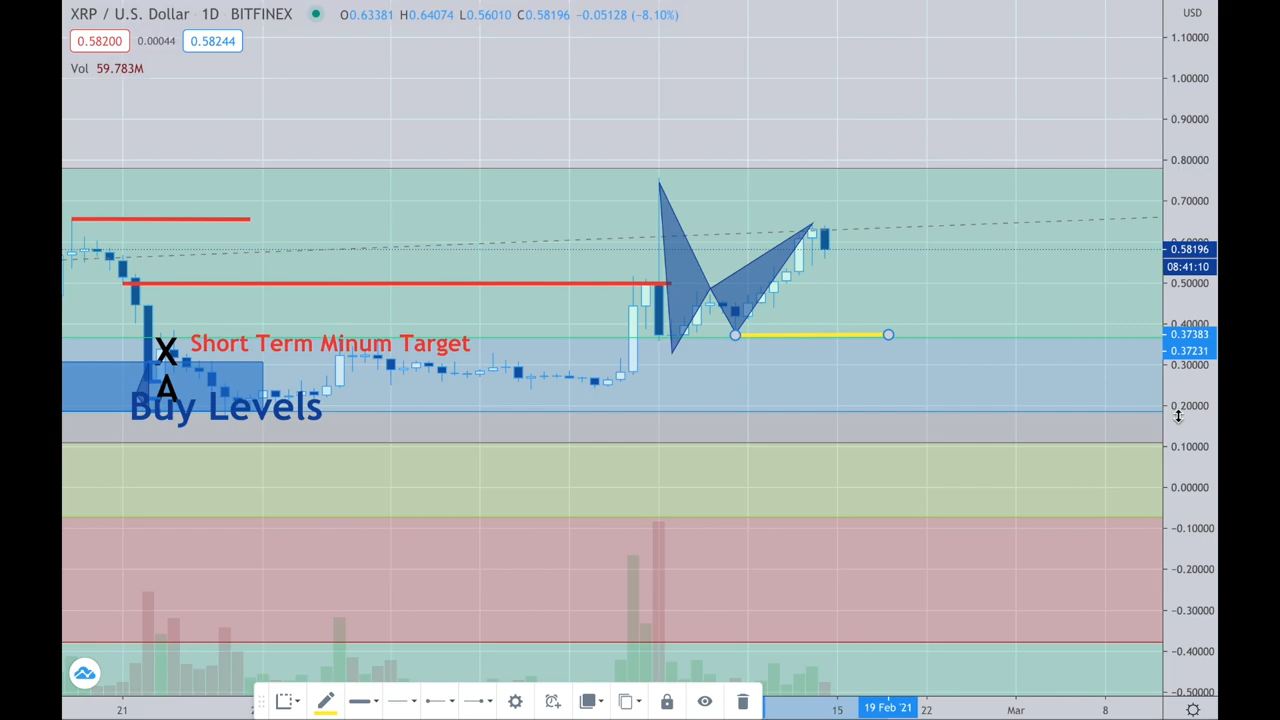 XRP / U.S. Dollar 1D BITFINEX O0.63381 H0.64074 L0.56010 C0.58196 −0.05128 (−8.10%)
USD
0.58200 0.00044 0.58244
Vol 59.783M
1.10000
1.00000
0.90000
0.80000
0.70000
0.58196
08:41:10
0.50000
0.40000
0.37383
0.37231
0.30000
0.20000
0.10000
0.00000
−0.10000
−0.20000
−0.30000
−0.40000
−0.50000
X
Short Term Minum Target
A
Buy Levels
21
15
19 Feb '21
22
Mar
8